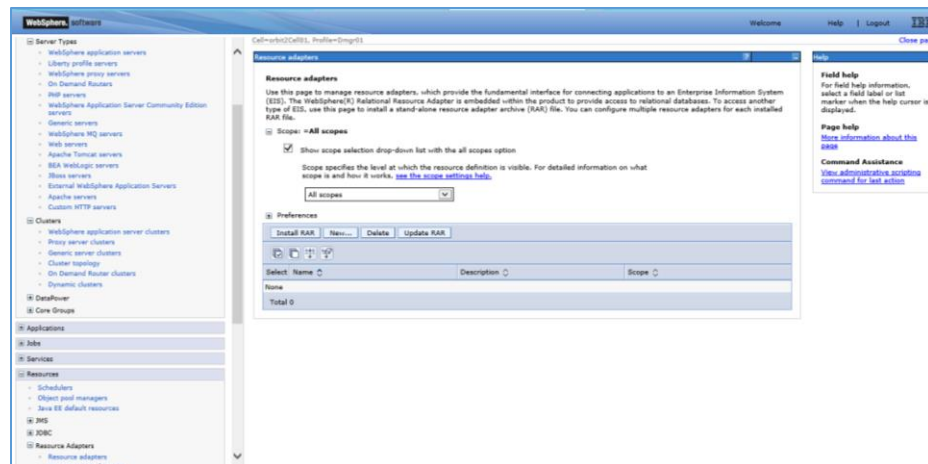 WebSphere. software
Welcome
Help | Logout
IBM
Cell=orbit2Cell01, Profile=Dmgr01
Close pa
Server Types
WebSphere application servers
Liberty profile servers
WebSphere proxy servers
On Demand Routers
PHP servers
WebSphere Application Server Community Edition
servers
Generic servers
WebSphere MQ servers
Web servers
Apache Tomcat servers
BEA WebLogic servers
JBoss servers
External WebSphere Application Servers
Apache servers
Custom HTTP servers
Clusters
WebSphere application server clusters
Proxy server clusters
Generic server clusters
Cluster topology
On Demand Router clusters
Dynamic clusters
DataPower
Core Groups
Applications
Jobs
Services
Resources
Schedulers
Object pool managers
Java EE default resources
JMS
JDBC
Resource Adapters
Resource adapters
Resource adapters
?
Resource adapters
Use this page to manage resource adapters, which provide the fundamental interface for connecting applications to an Enterprise Information System
(EIS). The WebSphere(R) Relational Resource Adapter is embedded within the product to provide access to relational databases. To access another
type of EIS, use this page to install a stand-alone resource adapter archive (RAR) file. You can configure multiple resource adapters for each installed
RAR file.
Scope: =All scopes
Show scope selection drop-down list with the all scopes option
Scope specifies the level at which the resource definition is visible. For detailed information on what
scope is and how it works, see the scope settings help.
All scopes
Preferences
Install RAR New... Delete Update RAR
Select Name Description Scope
None
Total 0
Help
Field help
For field help information,
select a field label or list
marker when the help cursor is
displayed.
Page help
More information about this
page
Command Assistance
View administrative scripting
command for last action